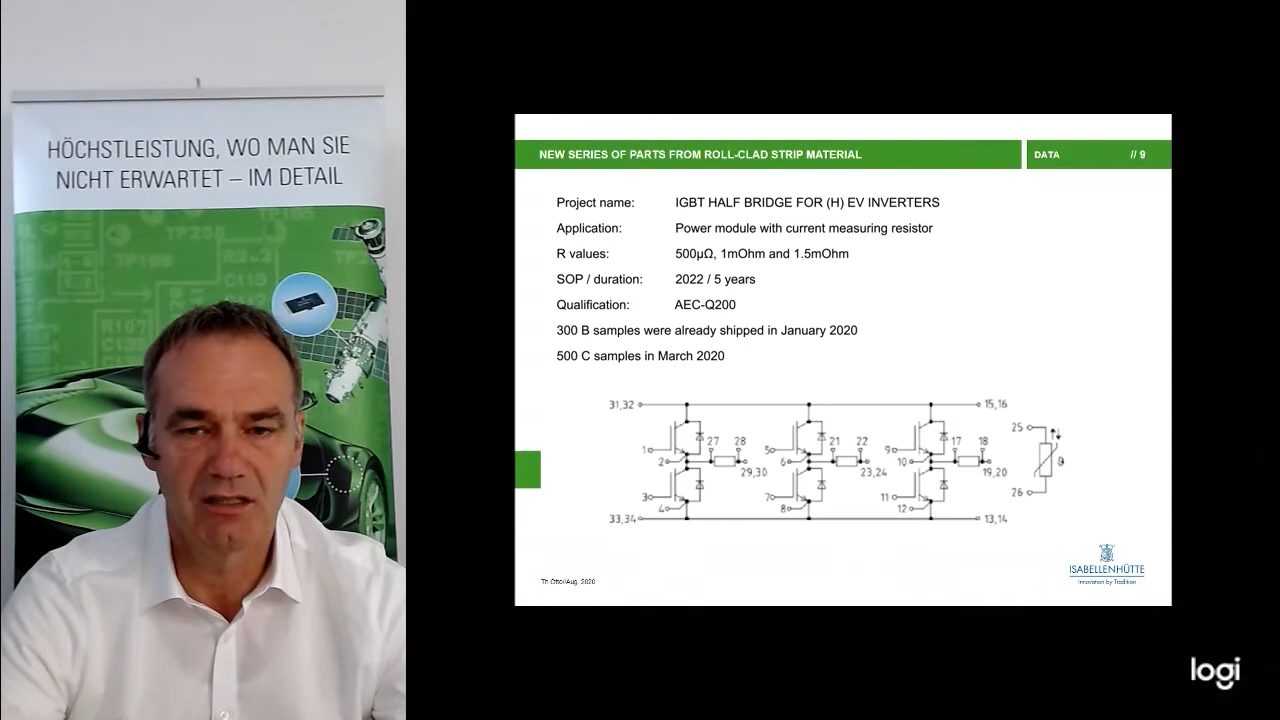 HÖCHSTLEISTUNG, WO MAN SIE
NICHT ERWARTET – IM DETAIL
TP200
R107
NEW SERIES OF PARTS FROM ROLL-CLAD STRIP MATERIAL
DATA // 9
Project name: IGBT HALF BRIDGE FOR (H) EV INVERTERS
Application: Power module with current measuring resistor
R values: 500µΩ, 1mOhm and 1.5mOhm
SOP / duration: 2022 / 5 years
Qualification: AEC-Q200
300 B samples were already shipped in January 2020
500 C samples in March 2020
31,32 15,16
27 28 21 22 17 18 25
1 5 9
2 6 10
29,30 23,24 19,20
3 7 11 26
4 8 12
33,34 13,14
ϑ
ISABELLENHÜTTE
Innovation by Tradition
Th.Otto//Aug. 2020
logi